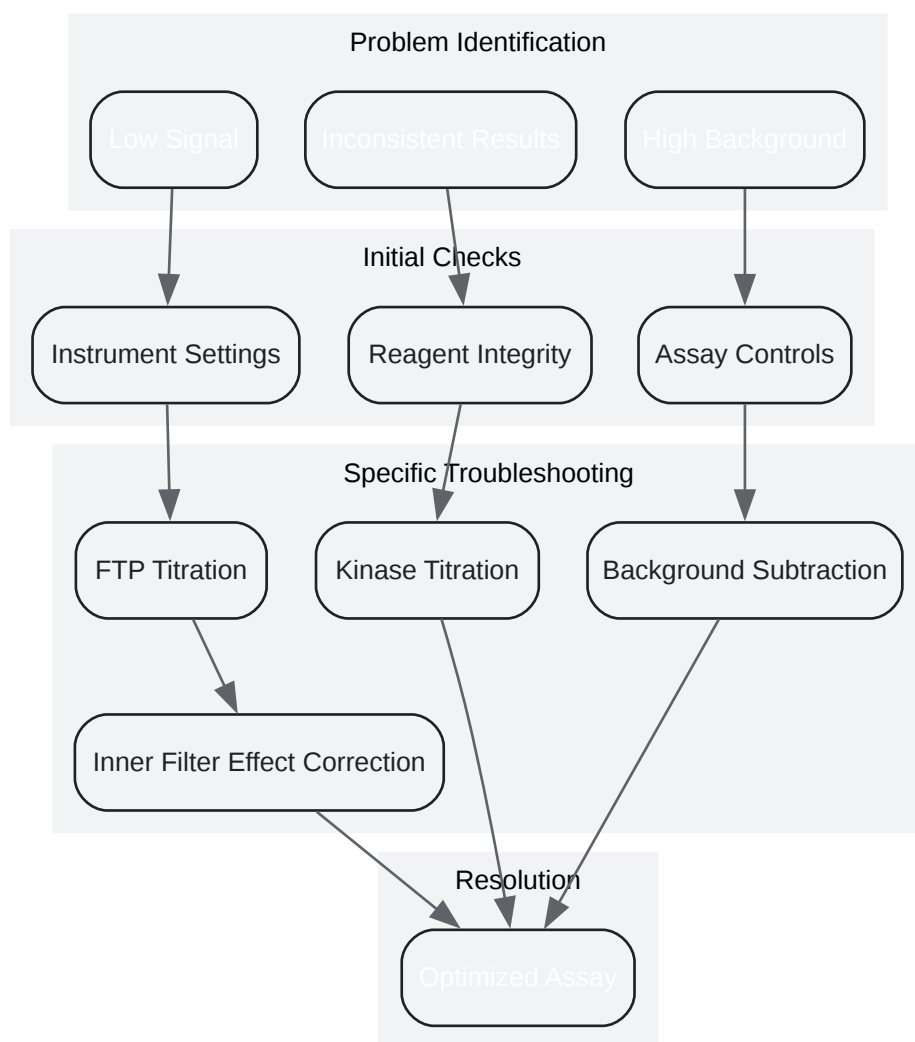 Problem Identification
Low Signal
Inconsistent Results
High Background
Initial Checks
Instrument Settings
Reagent Integrity
Assay Controls
Specific Troubleshooting
FTP Titration
Kinase Titration
Background Subtraction
Inner Filter Effect Correction
Resolution
Optimized Assay